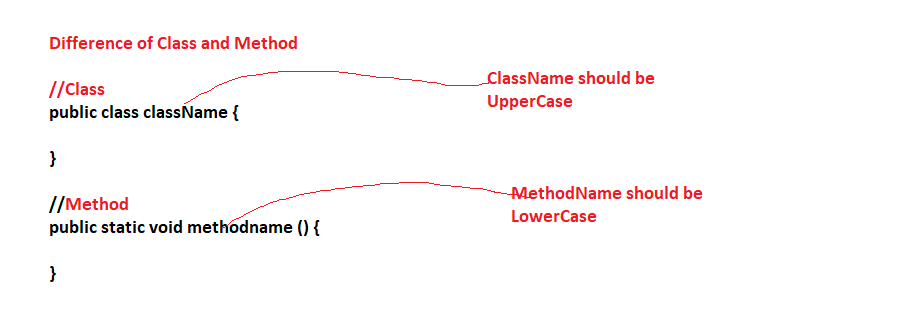 Difference of Class and Method
//Class
public class className {
ClassName should be
UpperCase
}
//Method
public static void methodname () {
MethodName should be
LowerCase
}